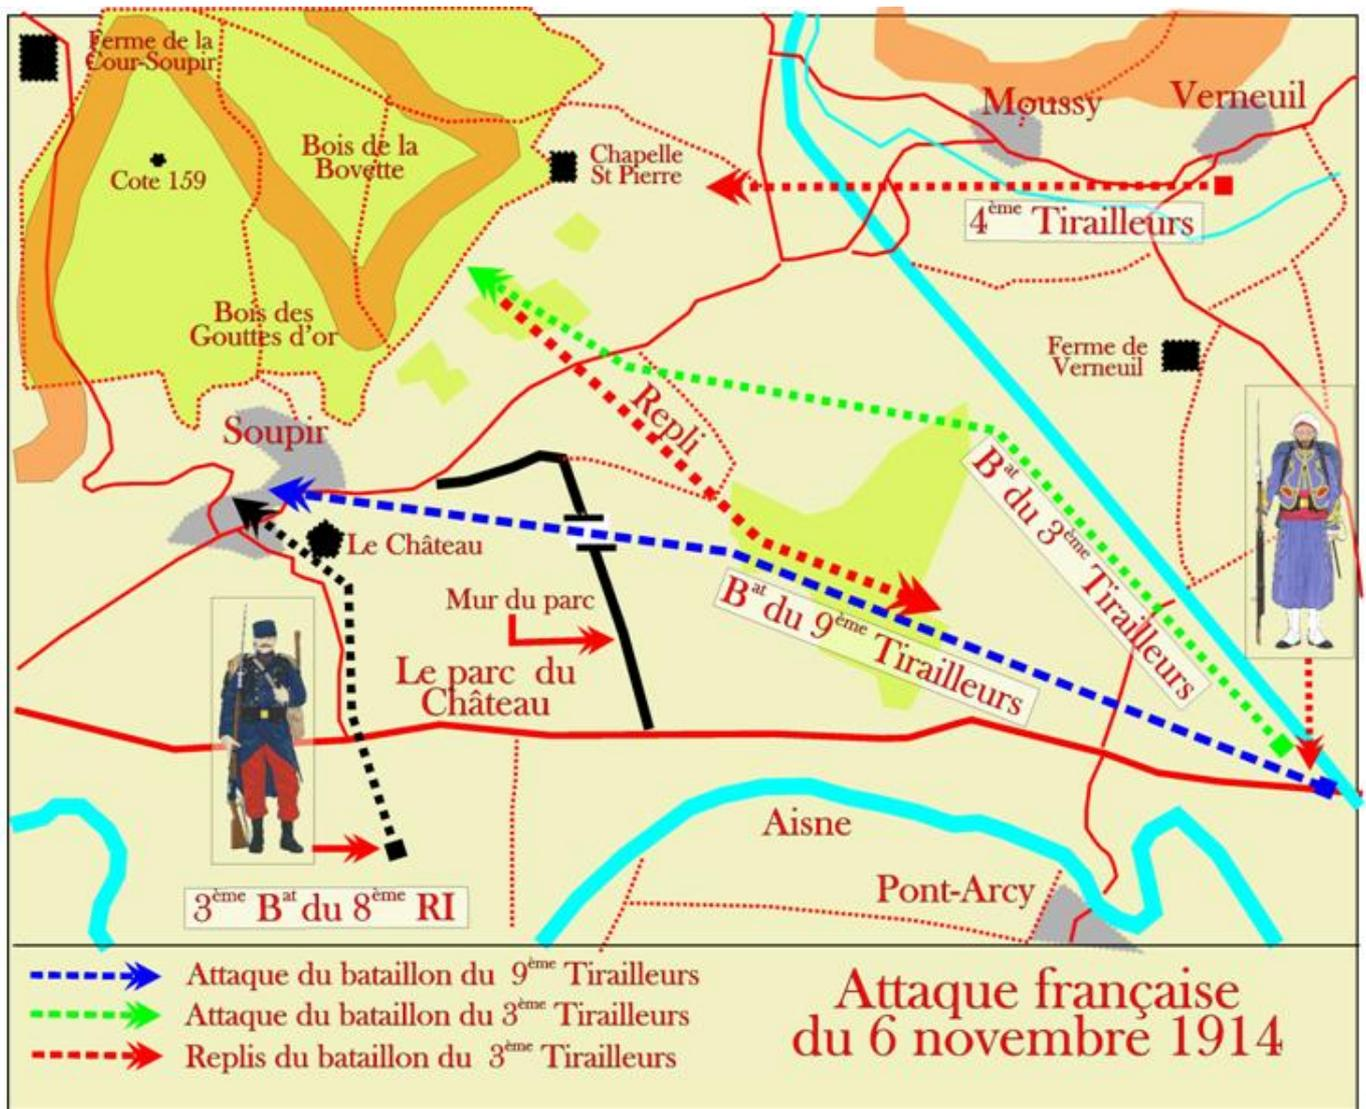 Ferme de la
Cour-Soupir
Cote 159
Bois de la
Bovette
Chapelle
St Pierre
Moussy
Verneuil
4ème Tirailleurs
Bois des
Gouttes d'or
Ferme de
Verneuil
Soupir
Repli
Le Château
Bat du 3ème Tirailleurs
Bat du 9ème Tirailleurs
Mur du parc
Le parc du
Château
Aisne
Pont-Arcy
3ème Bat du 8ème RI
Attaque du bataillon du 9ème Tirailleurs
Attaque du bataillon du 3ème Tirailleurs
Replis du bataillon du 3ème Tirailleurs
Attaque française
du 6 novembre 1914